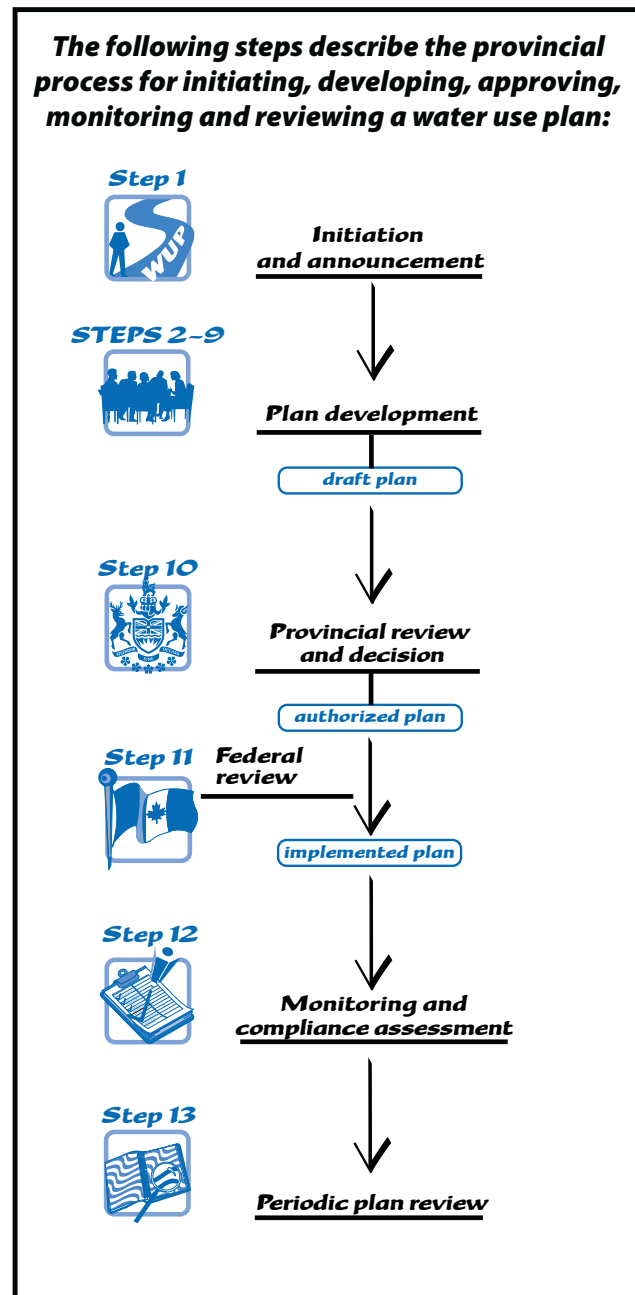 The following steps describe the provincial
process for initiating, developing, approving,
monitoring and reviewing a water use plan:
Step 1
WUP
Initiation
and announcement
STEPS 2-9
Plan development
draft plan
Step 10
Provincial review
and decision
authorized plan
Step 11
Federal
review
implemented plan
Step 12
Monitoring and
compliance assessment
Step 13
Periodic plan review